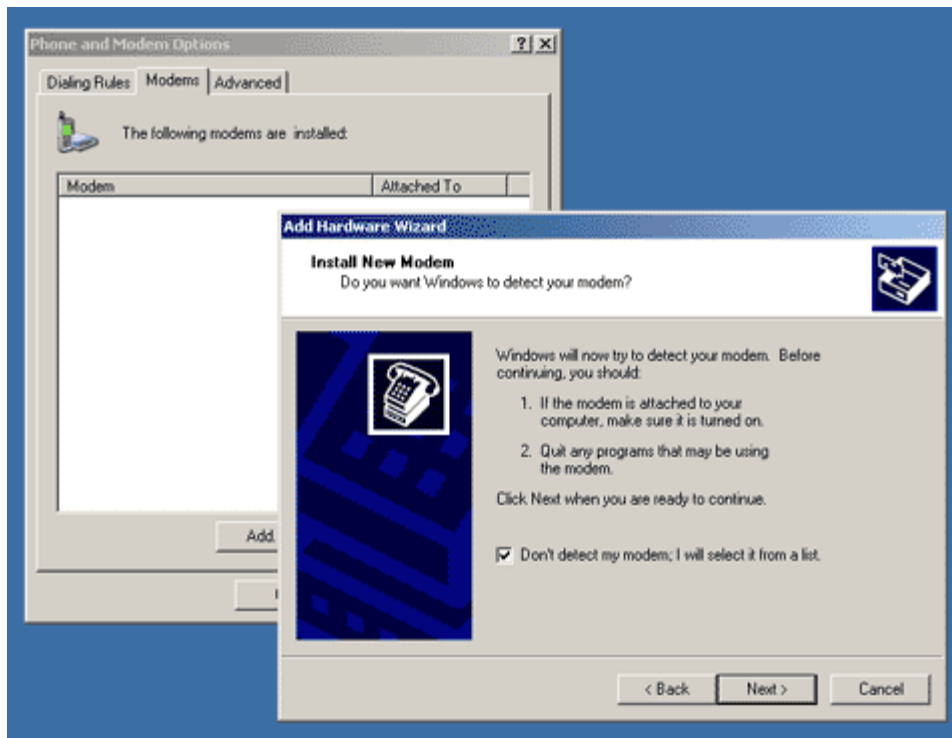 Phone and Modem Options
Dialing Rules Modems Advanced
The following modems are installed:
Modem Attached To
Add
Add Hardware Wizard
Install New Modem
Do you want Windows to detect your modem?
Windows will now try to detect your modem. Before
continuing, you should:
1. If the modem is attached to your
computer, make sure it is turned on.
2. Quit any programs that may be using
the modem.
Click Next when you are ready to continue.
Don't detect my modem; I will select it from a list.
< Back Next > Cancel